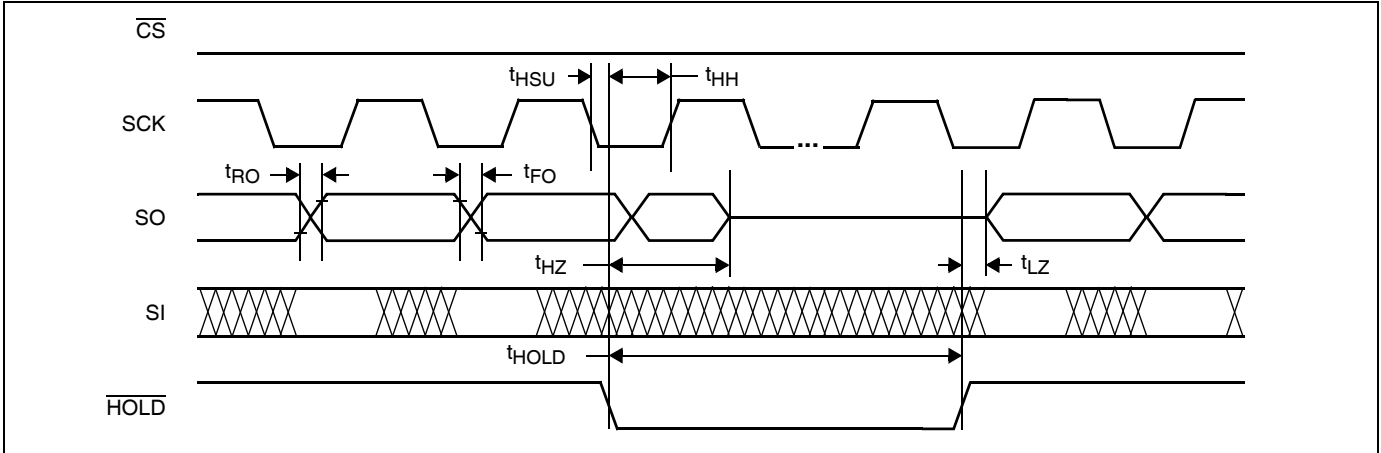 CS
tHSU
tHH
SCK
...
tRO
tFO
SO
tHZ
tLZ
SI
tHOLD
HOLD